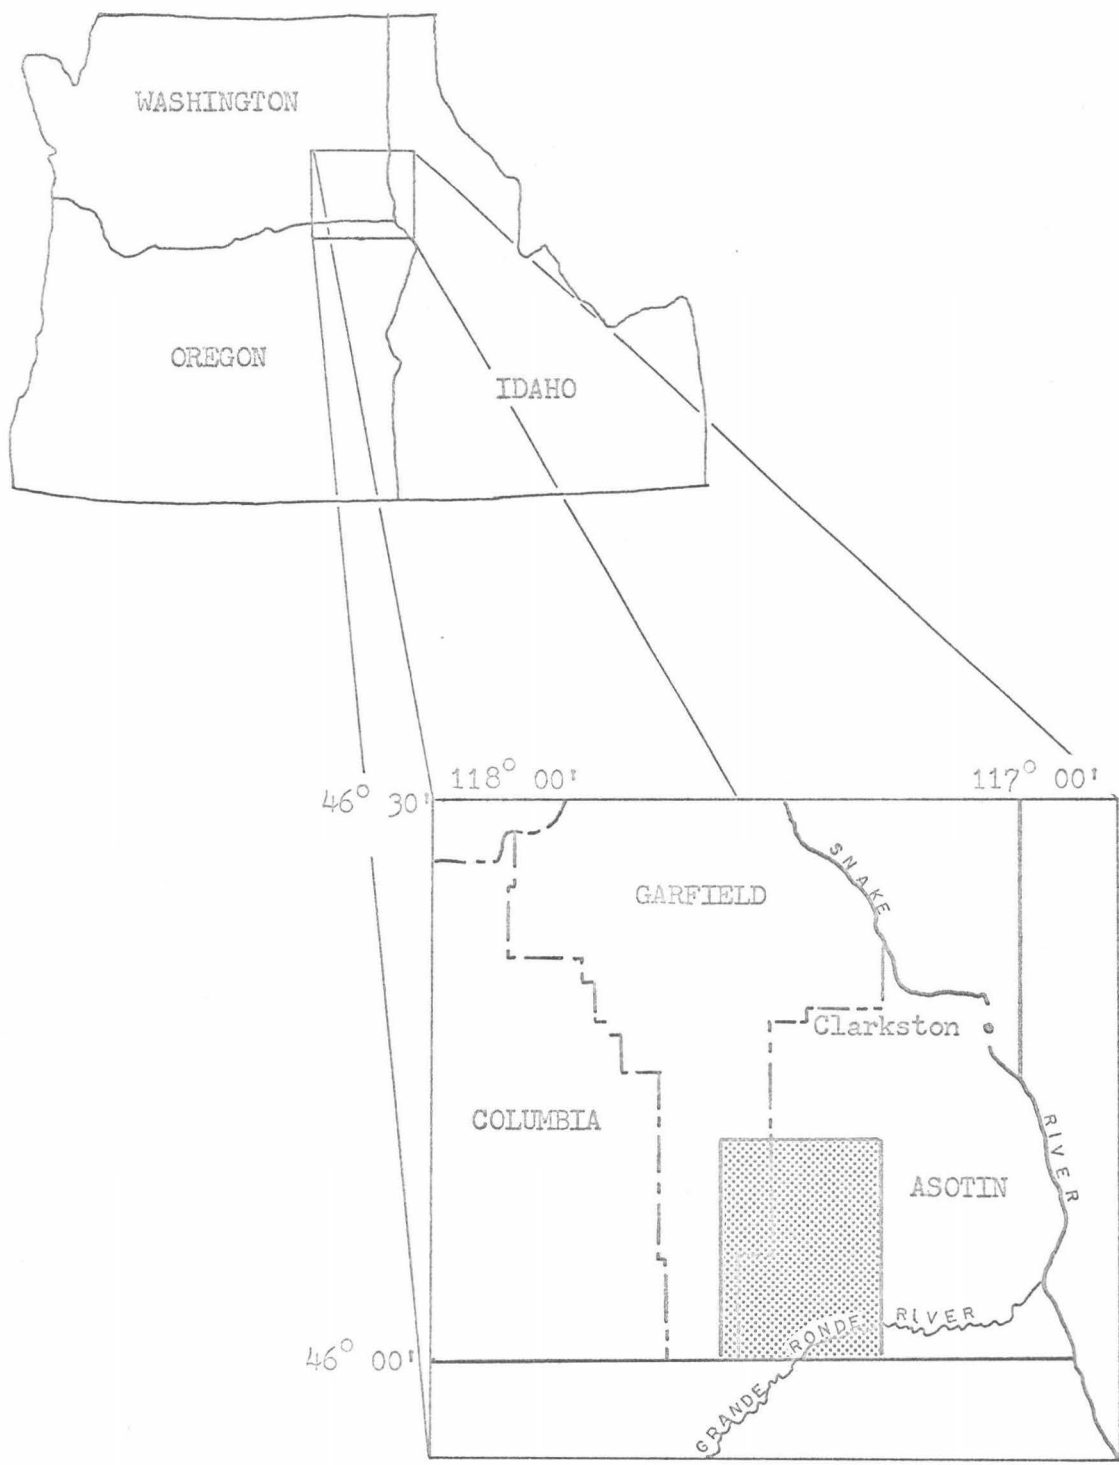 WASHINGTON
OREGON
IDAHO
118° 00'
117° 00'
46° 30'
SNAKE
GARFIELD
Clarkston
COLUMBIA
RIVER
ASOTIN
RIVER
RONDE
46° 00'
GRANDE